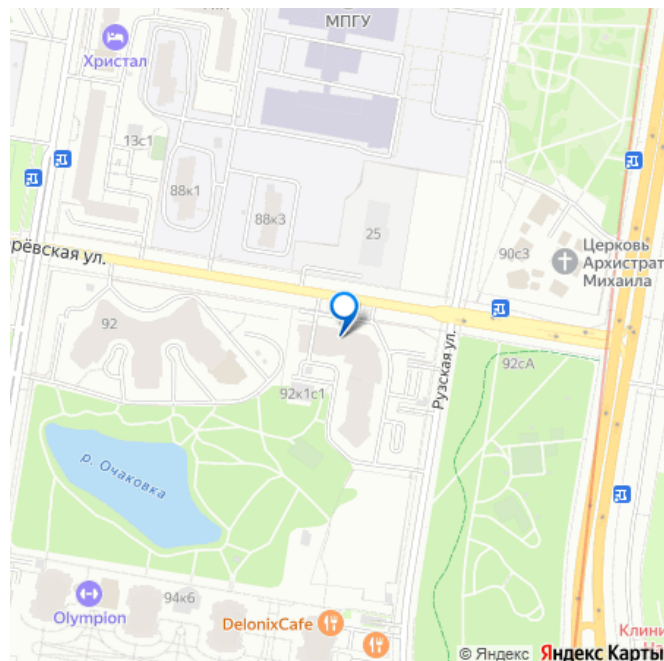 МПГУ
Христал
13с1
88к1
88к3
25
90с3
Церковь
Архистрат
Михаила
рёвская ул.
92
92сА
Рузская ул.
92к1с1
р. Очаковка
94к6
Olympion
DelonixCafe
Клини
© Яндекс Яндекс Карты